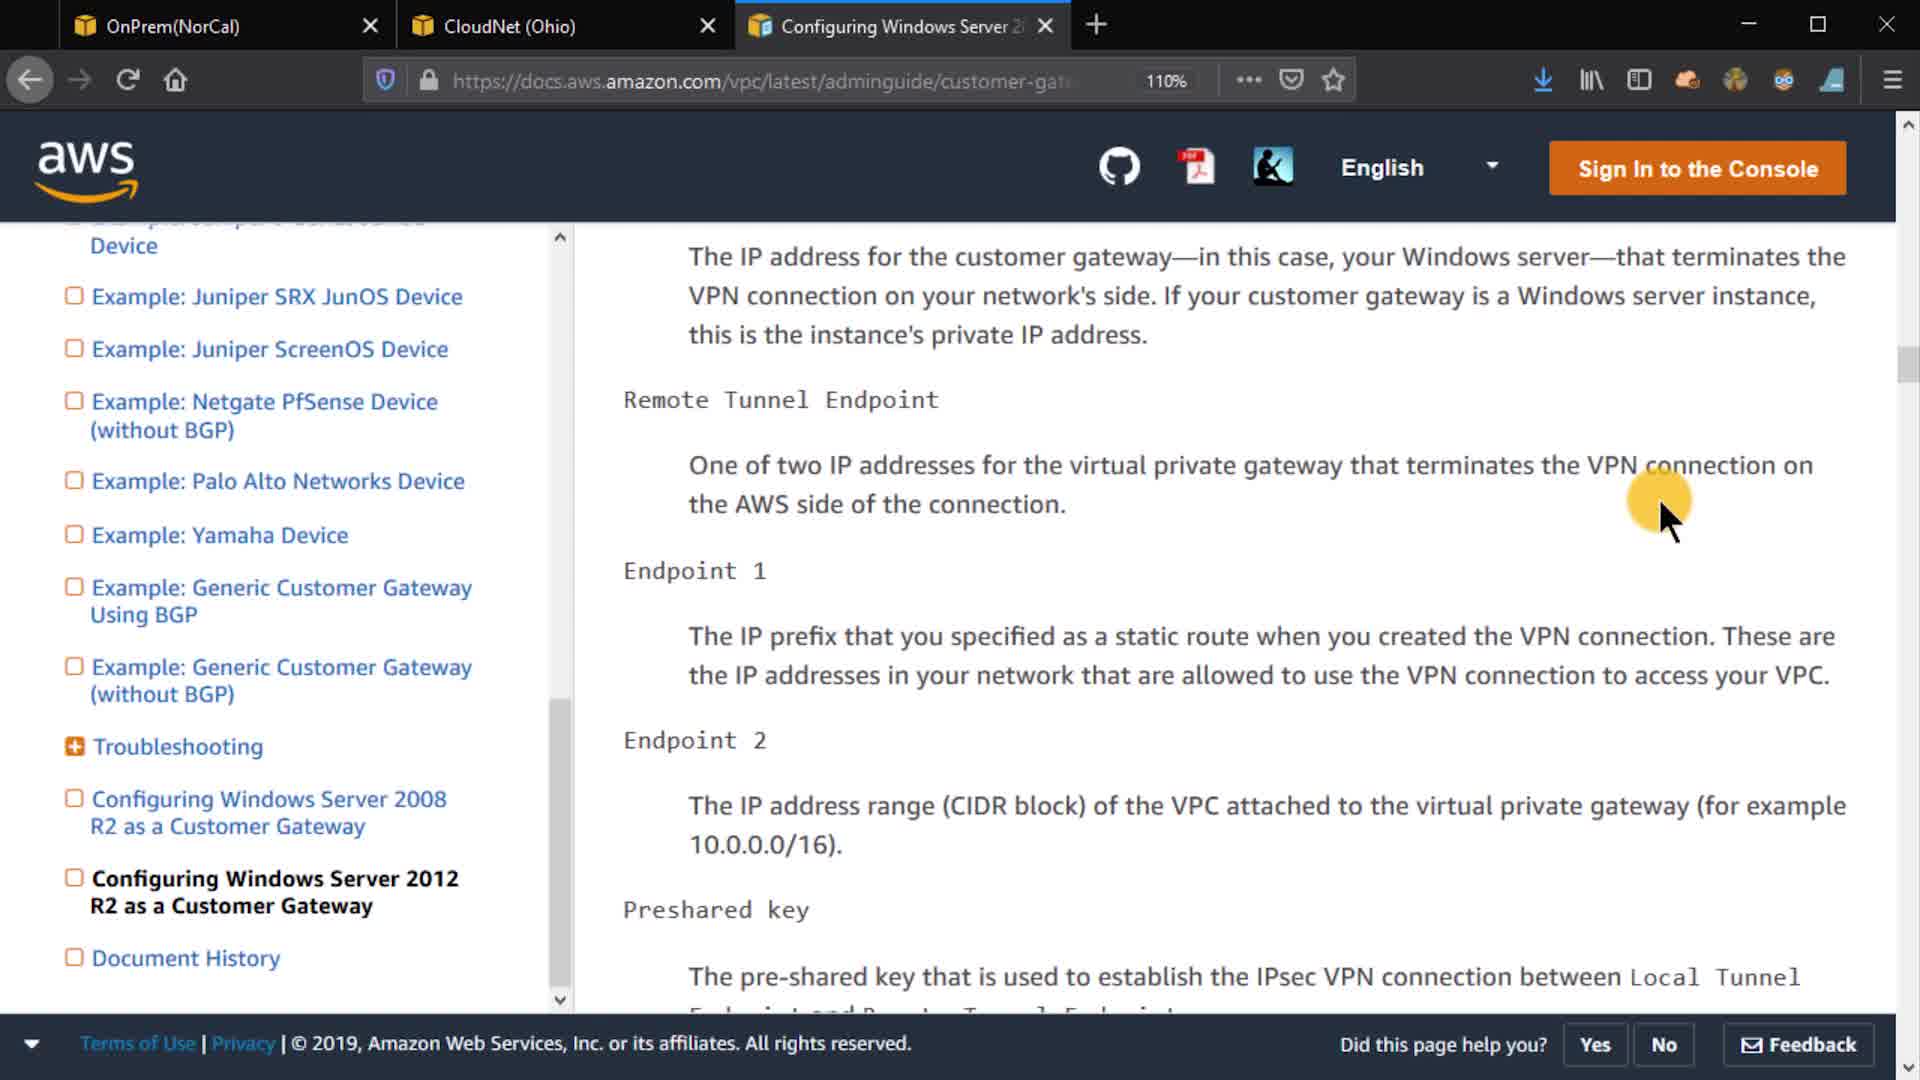 OnPrem(NorCal)
CloudNet (Ohio)
Configuring Windows Server 2
https://docs.aws.amazon.com/vpc/latest/adminguide/customer-gat
110%
aws
PDF
English
Sign In to the Console
Device
Example: Juniper SRX JunOS Device
Example: Juniper ScreenOS Device
Example: Netgate PfSense Device
(without BGP)
Example: Palo Alto Networks Device
Example: Yamaha Device
Example: Generic Customer Gateway
Using BGP
Example: Generic Customer Gateway
(without BGP)
Troubleshooting
Configuring Windows Server 2008
R2 as a Customer Gateway
Configuring Windows Server 2012
R2 as a Customer Gateway
Document History
The IP address for the customer gateway—in this case, your Windows server—that terminates the
VPN connection on your network's side. If your customer gateway is a Windows server instance,
this is the instance's private IP address.
Remote Tunnel Endpoint
One of two IP addresses for the virtual private gateway that terminates the VPN connection on
the AWS side of the connection.
Endpoint 1
The IP prefix that you specified as a static route when you created the VPN connection. These are
the IP addresses in your network that are allowed to use the VPN connection to access your VPC.
Endpoint 2
The IP address range (CIDR block) of the VPC attached to the virtual private gateway (for example
10.0.0.0/16).
Preshared key
The pre-shared key that is used to establish the IPsec VPN connection between Local Tunnel
Terms of Use | Privacy | © 2019, Amazon Web Services, Inc. or its affiliates. All rights reserved.
Did this page help you?
Yes
No
Feedback